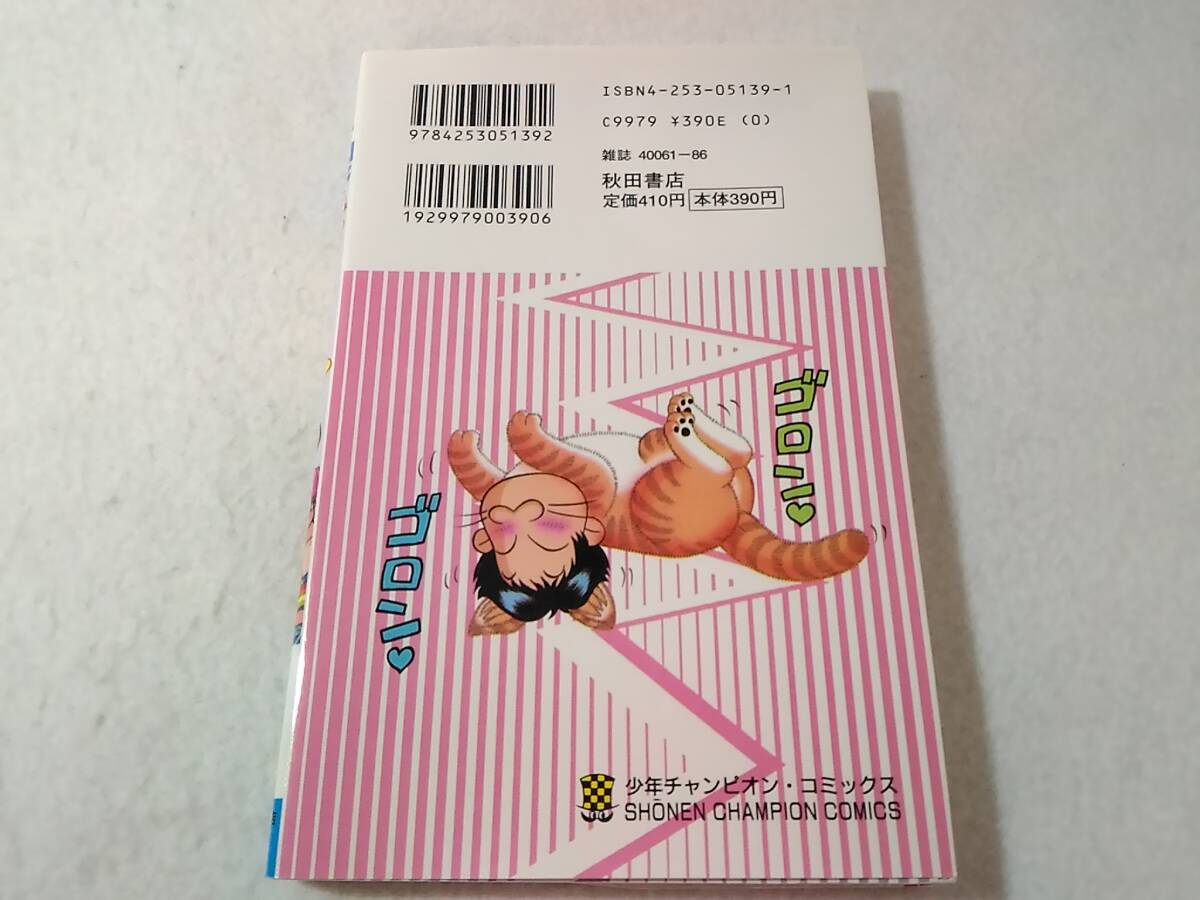 ISBN4-253-05139-1
C9979 ¥390E (0)
9784253051392
雑誌 40061-86
秋田書店
定価410円 本体390円
1929979003906
ゴロン♡
ゴロン♡
少年チャンピオン・コミックス
SHŌNEN CHAMPION COMICS